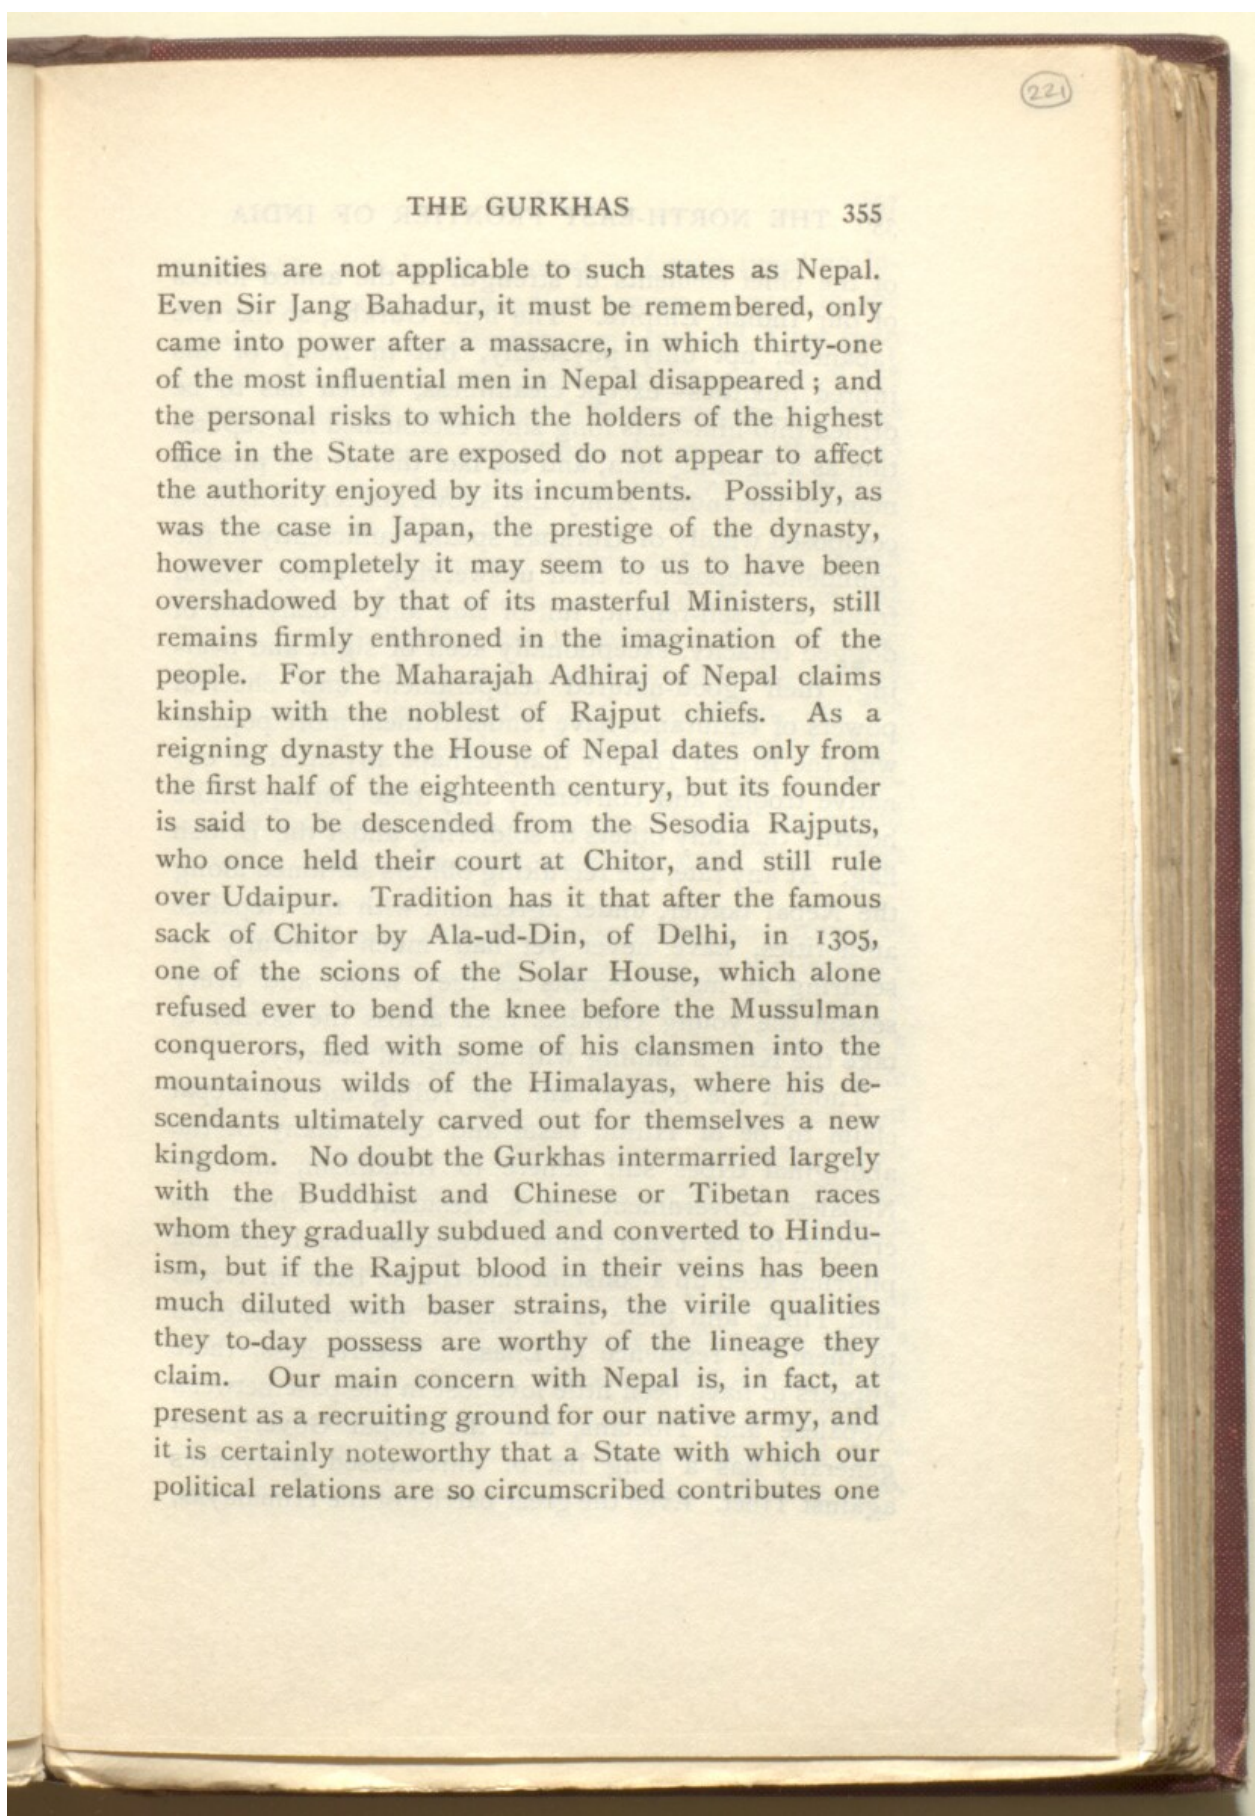 221
THE GURKHAS 355
munities are not applicable to such states as Nepal.
Even Sir Jang Bahadur, it must be remembered, only
came into power after a massacre, in which thirty-one
of the most influential men in Nepal disappeared ; and
the personal risks to which the holders of the highest
office in the State are exposed do not appear to affect
the authority enjoyed by its incumbents. Possibly, as
was the case in Japan, the prestige of the dynasty,
however completely it may seem to us to have been
overshadowed by that of its masterful Ministers, still
remains firmly enthroned in the imagination of the
people. For the Maharajah Adhiraj of Nepal claims
kinship with the noblest of Rajput chiefs. As a
reigning dynasty the House of Nepal dates only from
the first half of the eighteenth century, but its founder
is said to be descended from the Sesodia Rajputs,
who once held their court at Chitor, and still rule
over Udaipur. Tradition has it that after the famous
sack of Chitor by Ala-ud-Din, of Delhi, in 1305,
one of the scions of the Solar House, which alone
refused ever to bend the knee before the Mussulman
conquerors, fled with some of his clansmen into the
mountainous wilds of the Himalayas, where his de-
scendants ultimately carved out for themselves a new
kingdom. No doubt the Gurkhas intermarried largely
with the Buddhist and Chinese or Tibetan races
whom they gradually subdued and converted to Hindu-
ism, but if the Rajput blood in their veins has been
much diluted with baser strains, the virile qualities
they to-day possess are worthy of the lineage they
claim. Our main concern with Nepal is, in fact, at
present as a recruiting ground for our native army, and
it is certainly noteworthy that a State with which our
political relations are so circumscribed contributes one